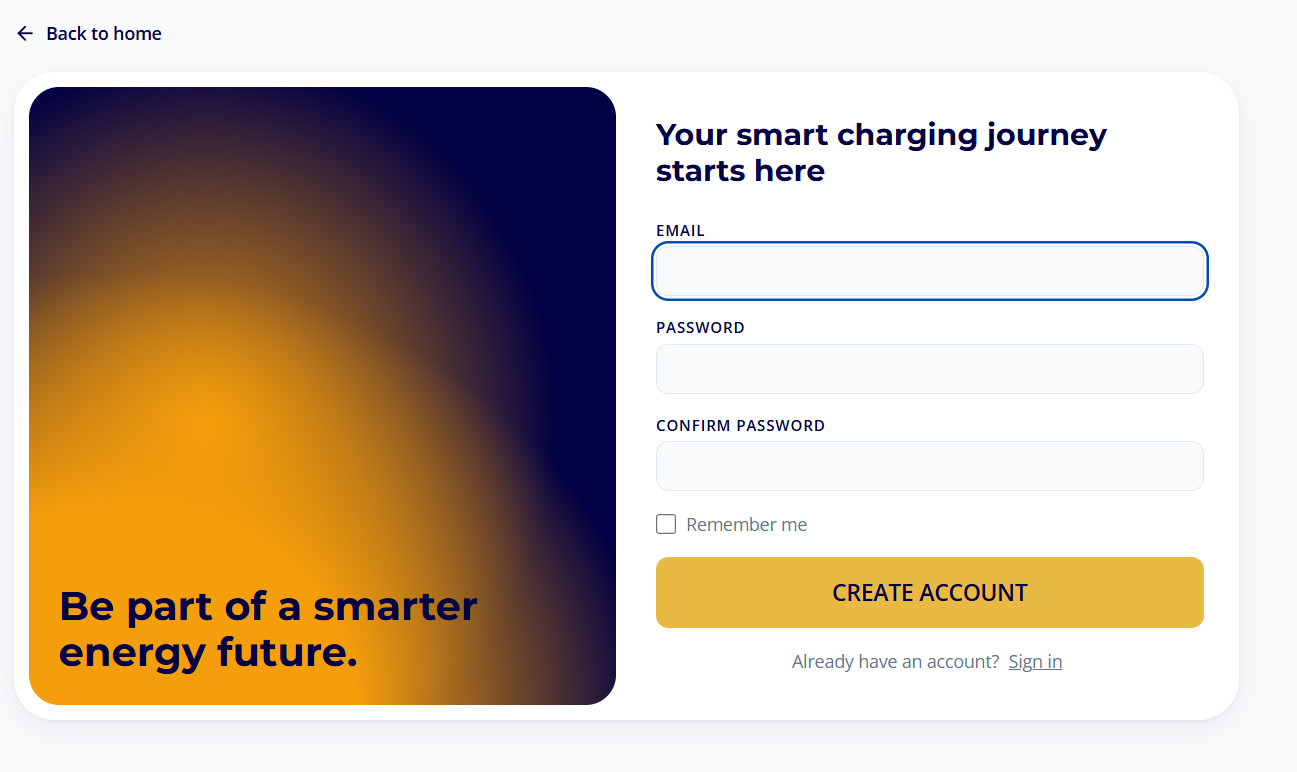 Back to home
Be part of a smarter
energy future.
Your smart charging journey
starts here
EMAIL
PASSWORD
CONFIRM PASSWORD
Remember me
CREATE ACCOUNT
Already have an account? Sign in